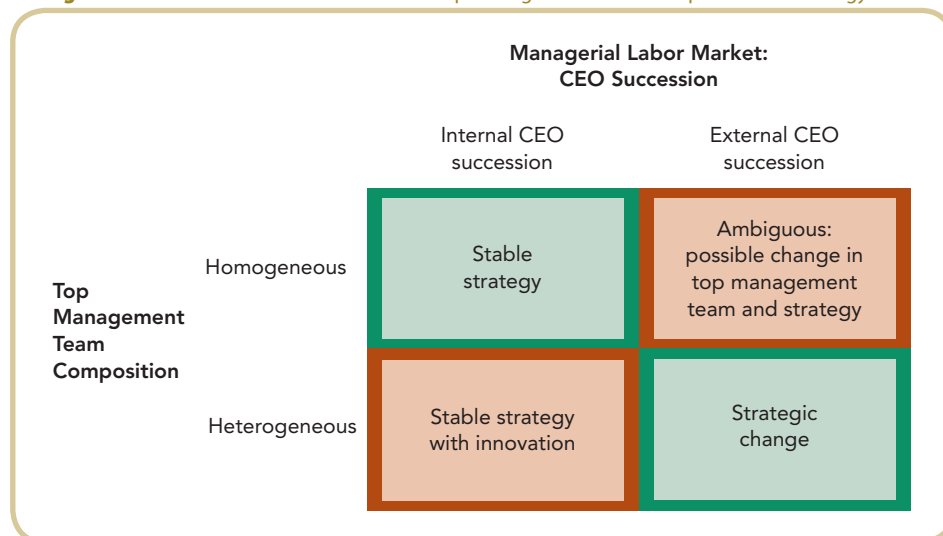 Managerial Labor Market:
CEO Succession
Internal CEO
succession
External CEO
succession
Top
Management
Team
Composition
Homogeneous
Stable
strategy
Ambiguous:
possible change in
top management
team and strategy
Heterogeneous
Stable strategy
with innovation
Strategic
change